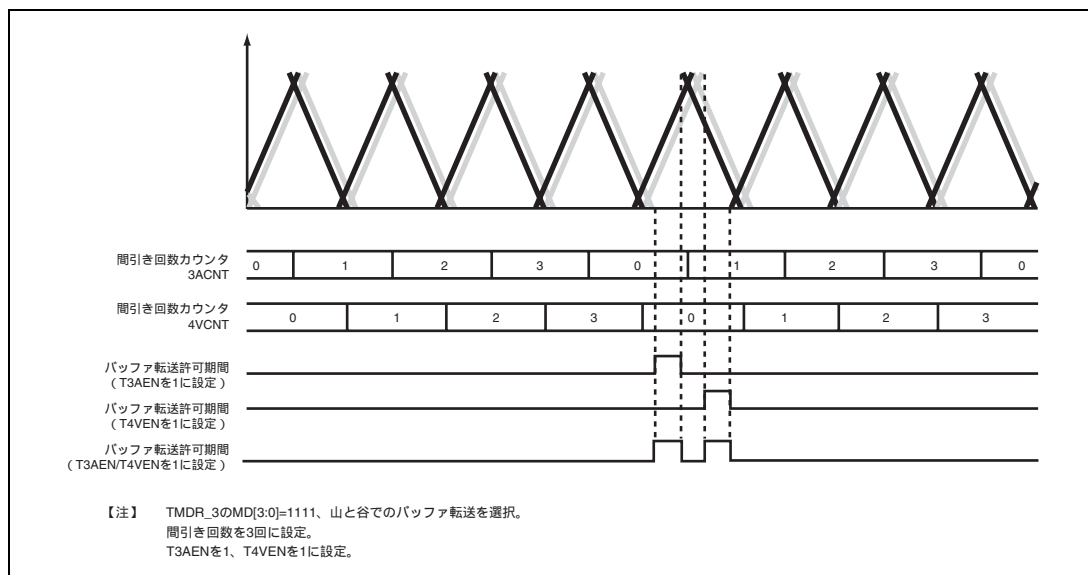 間引き回数カウンタ
3ACNT
0 1 2 3 0 1 2 3 0
間引き回数カウンタ
4VCNT
0 1 2 3 0 1 2 3
バッファ転送許可期間
（T3AENを1に設定）
バッファ転送許可期間
（T4VENを1に設定）
バッファ転送許可期間
（T3AEN/T4VENを1に設定）
【注】 TMDR_3のMD[3:0]=1111、山と谷でのバッファ転送を選択。
間引き回数を3回に設定。
T3AENを1、T4VENを1に設定。